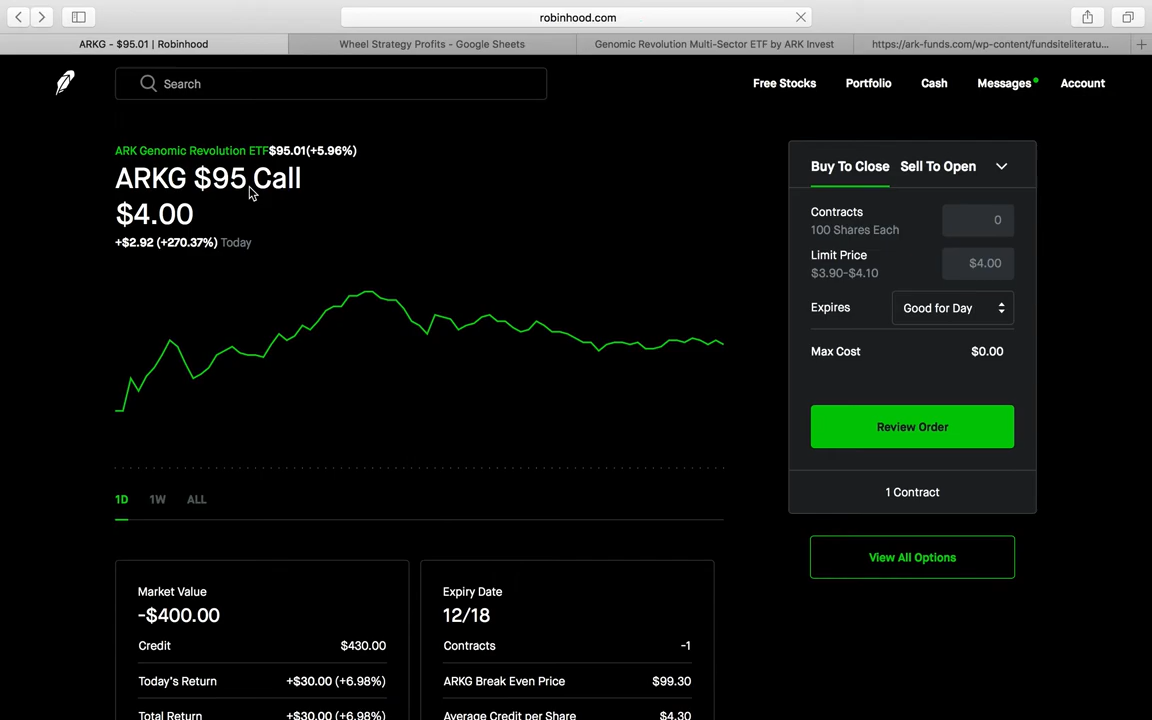 robinhood.com
ARKG - $95.01 | Robinhood
Wheel Strategy Profits - Google Sheets
Genomic Revolution Multi-Sector ETF by ARK Invest
https://ark-funds.com/wp-content/fundsiteliteratu...
Search
Free Stocks
Portfolio
Cash
Messages
Account
ARK Genomic Revolution ETF$95.01(+5.96%)
ARKG $95 Call
$4.00
+$2.92 (+270.37%) Today
1D 1W ALL
Buy To Close Sell To Open
Contracts 0
100 Shares Each
Limit Price $4.00
$3.90-$4.10
Expires Good for Day
Max Cost $0.00
Review Order
1 Contract
View All Options
Market Value
-$400.00
Credit $430.00
Today's Return +$30.00 (+6.98%)
Total Return +$30.00 (+6.98%)
Expiry Date
12/18
Contracts -1
ARKG Break Even Price $99.30
Average Credit per Share $4.30